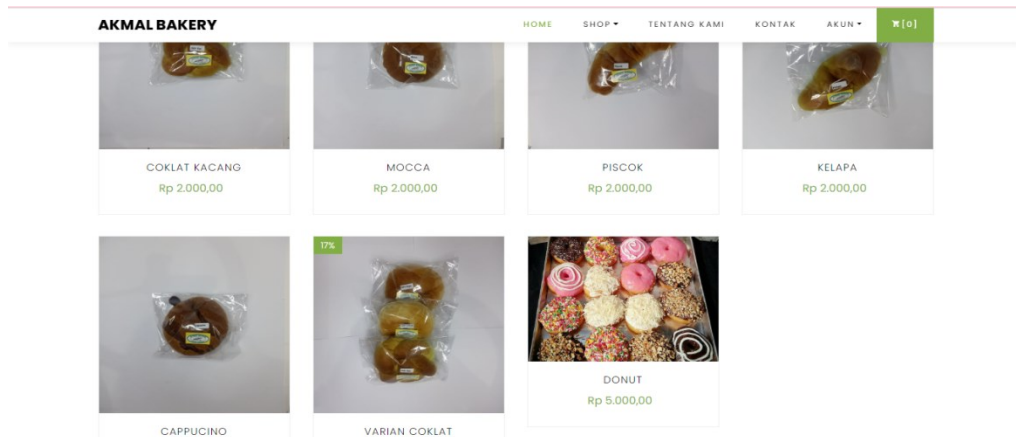 AKMAL BAKERY
HOME SHOP TENTANG KAMI KONTAK AKUN [0]
COKLAT KACANG
Rp 2.000,00
MOCCA
Rp 2.000,00
PISCOK
Rp 2.000,00
KELAPA
Rp 2.000,00
CAPPUCINO
17%
VARIAN COKLAT
DONUT
Rp 5.000,00